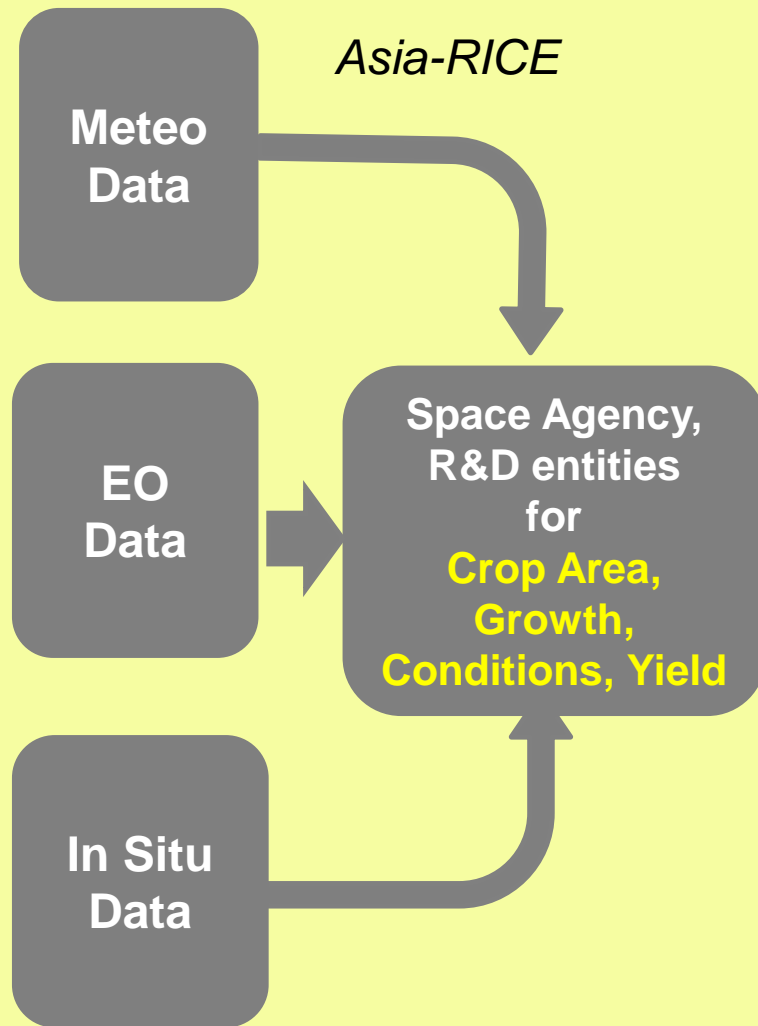 Asia-RICE
Meteo
Data
EO
Data
In Situ
Data
Space Agency,
R&D entities
for
Crop Area,
Growth,
Conditions, Yield